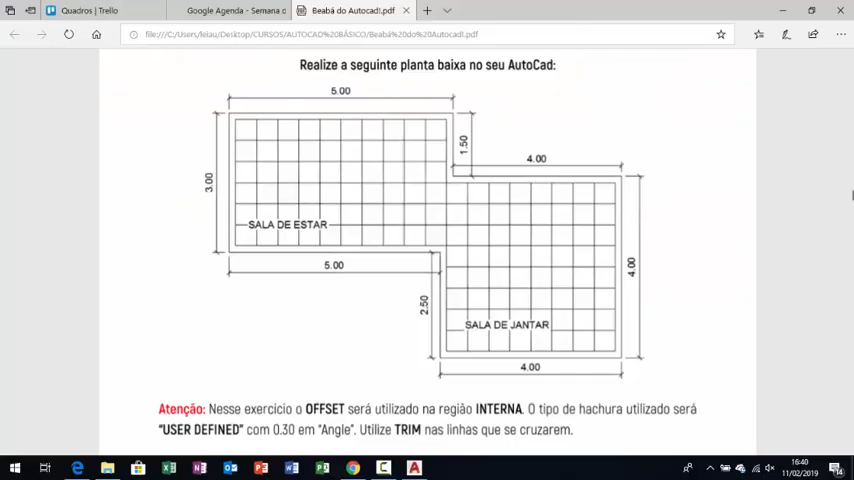 Quadros | Trello
Google Agenda - Semana d
Beabá do Autocad!.pdf
file:///C:/Users/leiau/Desktop/CURSOS/AUTOCAD%20BÁSICO/Beabá%20do%20Autocad!.pdf
Realize a seguinte planta baixa no seu AutoCad:
5.00
1.50
4.00
3.00
SALA DE ESTAR
5.00
4.00
2.50
SALA DE JANTAR
4.00
Atenção: Nesse exercicio o OFFSET será utilizado na região INTERNA. O tipo de hachura utilizado será
"USER DEFINED" com 0.30 em "Angle". Utilize TRIM nas linhas que se cruzarem.
16:40
11/02/2019
14